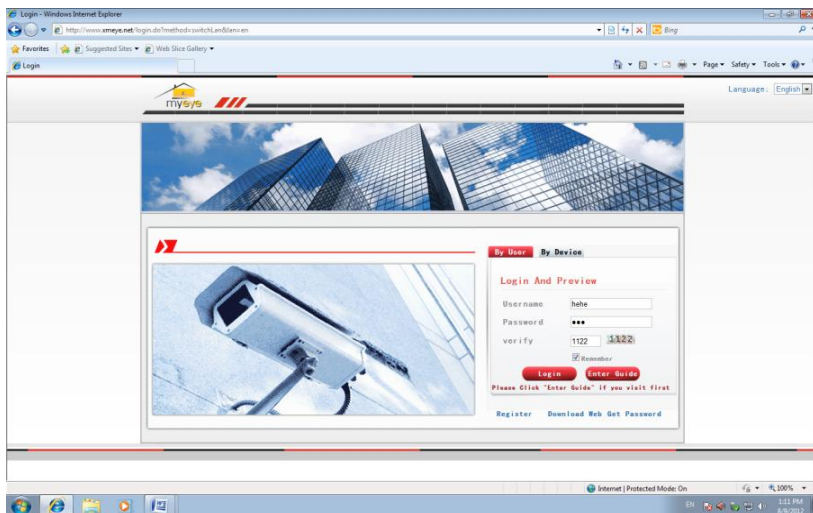 Login - Windows Internet Explorer
http://www.xmeye.net/login.do?method=switchLan&lan=en
Bing
Favorites Suggested Sites Web Slice Gallery
Login Page Safety Tools
Language: English
myeye
By User By Device
Login And Preview
Username hehe
Password •••
verify 1122 1122
Remember
Login Enter Guide
Please Click "Enter Guide" if you visit first
Register Download Web Get Password
Internet | Protected Mode: On 100%
EN 1:11 PM
8/9/2012